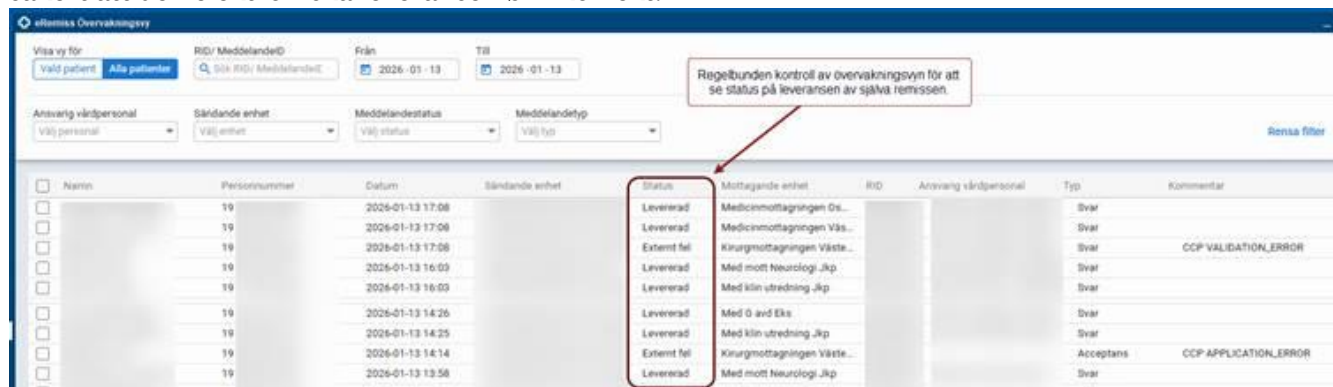 eRemiss Övervakningsvy
Visa vy för
RID/ MeddelandeID
Från
Till
Vald patient Alla patienter
Sök RID/ MeddelandeID
2026-01-13
2026-01-13
Regelbunden kontroll av övervakningsvyn för att
se status på leveransen av själva remissen.
Ansvarig vårdpersonal
Sändande enhet
Meddelandestatus
Meddelandetyp
Välj personal
Välj enhet
Välj status
Välj typ
Rensa filter
Namn Personnummer Datum Sändande enhet Status Mottagande enhet RID Ansvarig vårdpersonal Typ Kommentar
19 2026-01-13 17:08 Levererad Medicinmottagningen Os... Svar
19 2026-01-13 17:08 Levererad Medicinmottagningen Väs... Svar
19 2026-01-13 17:08 Externt fel Kirurgmottagningen Väste... Svar CCP VALIDATION_ERROR
19 2026-01-13 16:03 Levererad Med mott Neurologi Jkp Svar
19 2026-01-13 16:03 Levererad Med klin utredning Jkp Svar
19 2026-01-13 14:26 Levererad Med G avd Eks Svar
19 2026-01-13 14:25 Levererad Med klin utredning Jkp Svar
19 2026-01-13 14:14 Externt fel Kirurgmottagningen Väste... Acceptans CCP APPLICATION_ERROR
19 2026-01-13 13:58 Levererad Med mott Neurologi Jkp Svar